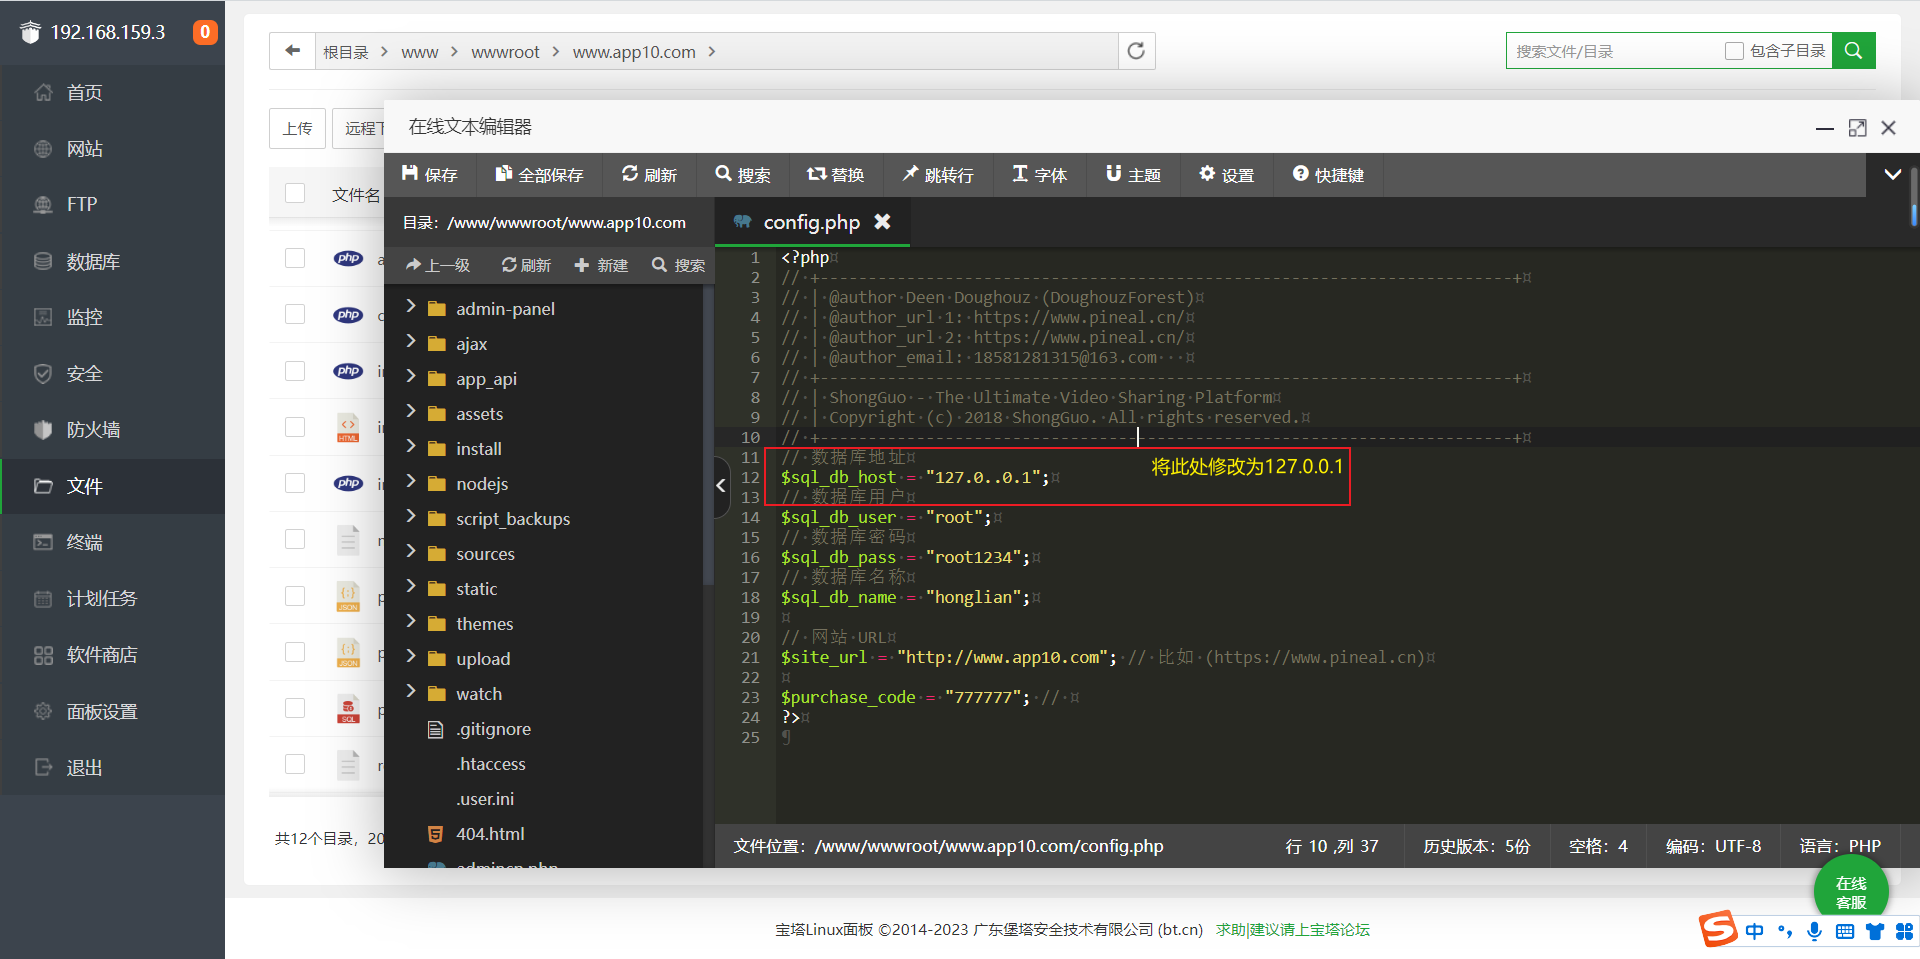 192.168.159.3
0
首页
网站
FTP
数据库
监控
安全
防火墙
文件
终端
计划任务
软件商店
面板设置
退出
根目录 > www > wwwroot > www.app10.com >
搜索文件/目录
包含子目录
上传
远程下
文件名
php
php
php
HTML
php
JSON
JSON
SQL
共12个目录，20
在线文本编辑器
保存
全部保存
刷新
搜索
替换
跳转行
字体
主题
设置
快捷键
目录：/www/wwwroot/www.app10.com
上一级
刷新
新建
搜索
admin-panel
ajax
app_api
assets
install
nodejs
script_backups
sources
static
themes
upload
watch
.gitignore
.htaccess
.user.ini
404.html
admincp.php
config.php
1 <?php¤
2 //·+-----------------------------------------------------------------------+¤
3 //·|·@author·Deen·Doughouz·(DoughouzForest)¤
4 //·|·@author_url·1:·https://www.pineal.cn/¤
5 //·|·@author_url·2:·https://www.pineal.cn/¤
6 //·|·@author_email:·18581281315@163.com···¤
7 //·+-----------------------------------------------------------------------+¤
8 //·|·ShongGuo·-·The·Ultimate·Video·Sharing·Platform¤
9 //·|·Copyright·(c)·2018·ShongGuo.·All·rights·reserved.¤
10 //·+-----------------------------------------------------------------------+¤
11 //·数据库地址¤
12 $sql_db_host·=·"127.0..0.1";¤
将此处修改为127.0.0.1
13 //·数据库用户¤
14 $sql_db_user·=·"root";¤
15 //·数据库密码¤
16 $sql_db_pass·=·"root1234";¤
17 //·数据库名称¤
18 $sql_db_name·=·"honglian";¤
19 ¤
20 //·网站·URL¤
21 $site_url·=·"http://www.app10.com";·//·比如·(https://www.pineal.cn)¤
22 ¤
23 $purchase_code·=·"777777";·//·¤
24 ?>¤
25 ¶
文件位置：/www/wwwroot/www.app10.com/config.php
行 10 ,列 37
历史版本：5份
空格：4
编码：UTF-8
语言：PHP
在线
客服
宝塔Linux面板 ©2014-2023 广东堡塔安全技术有限公司 (bt.cn) 求助|建议请上宝塔论坛
S 中